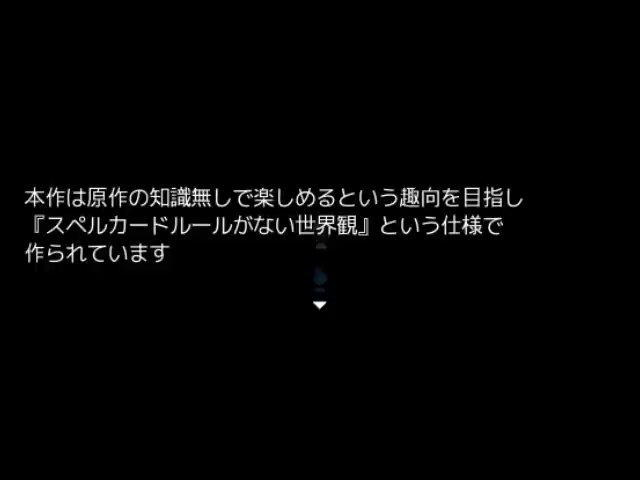 本作は原作の知識無しで楽しめるという趣向を目指し
『スペルカードルールがない世界観』という仕様で
作られています